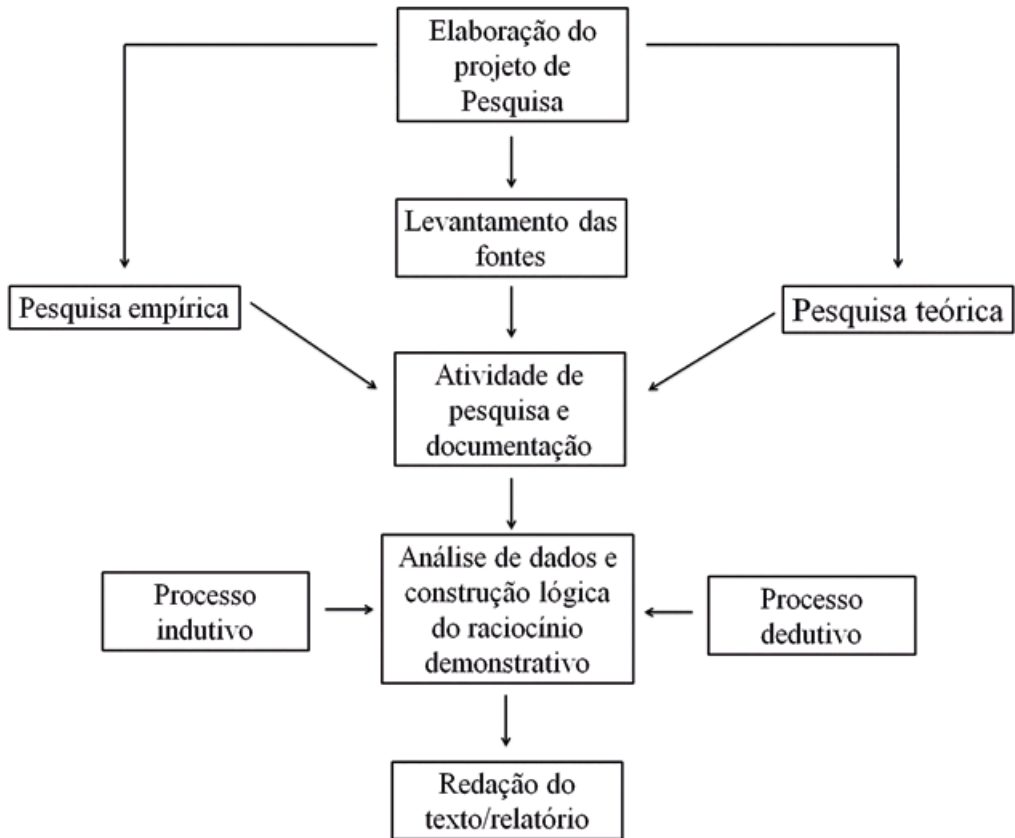 Elaboração do
projeto de
Pesquisa
Levantamento das
fontes
Pesquisa empírica
Pesquisa teórica
Atividade de
pesquisa e
documentação
Análise de dados e
construção lógica
do raciocínio
demonstrativo
Processo
indutivo
Processo
dedutivo
Redação do
texto/relatório